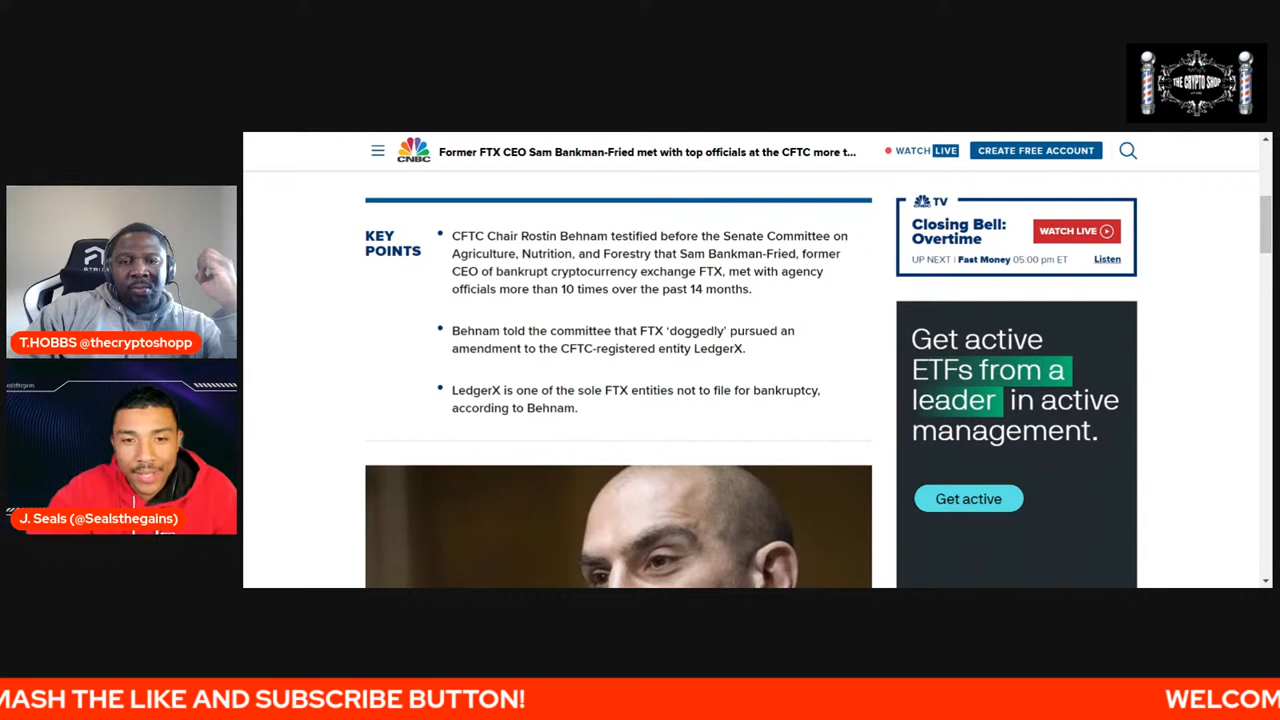 THE CRYPTO SHOP
CNBC
Former FTX CEO Sam Bankman-Fried met with top officials at the CFTC more t...
WATCH LIVE
CREATE FREE ACCOUNT
KEY
POINTS
CFTC Chair Rostin Behnam testified before the Senate Committee on
Agriculture, Nutrition, and Forestry that Sam Bankman-Fried, former
CEO of bankrupt cryptocurrency exchange FTX, met with agency
officials more than 10 times over the past 14 months.
Behnam told the committee that FTX ‘doggedly’ pursued an
amendment to the CFTC-registered entity LedgerX.
LedgerX is one of the sole FTX entities not to file for bankruptcy,
according to Behnam.
TV
Closing Bell:
Overtime
WATCH LIVE
UP NEXT | Fast Money 05:00 pm ET
Listen
Get active
ETFs from a
leader in active
management.
Get active
T.HOBBS @thecryptoshopp
J. Seals (@Sealsthegains)
MASH THE LIKE AND SUBSCRIBE BUTTON!
WELCOM